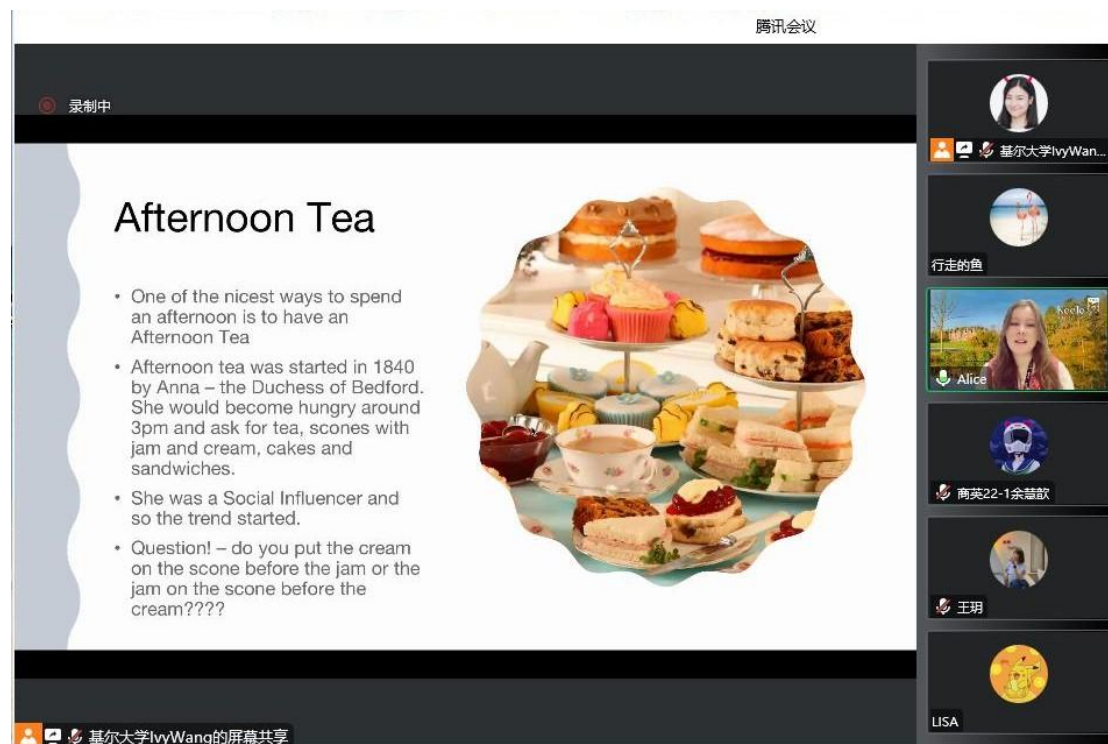 腾讯会议
录制中
Afternoon Tea
• One of the nicest ways to spend
an afternoon is to have an
Afternoon Tea
• Afternoon tea was started in 1840
by Anna – the Duchess of Bedford.
She would become hungry around
3pm and ask for tea, scones with
jam and cream, cakes and
sandwiches.
• She was a Social Influencer and
so the trend started.
• Question! – do you put the cream
on the scone before the jam or the
jam on the scone before the
cream????
基尔大学IvyWang的屏幕共享
基尔大学IvyWan...
行走的鱼
Keele
Alice
商英22-1余慧歆
王玥
LISA